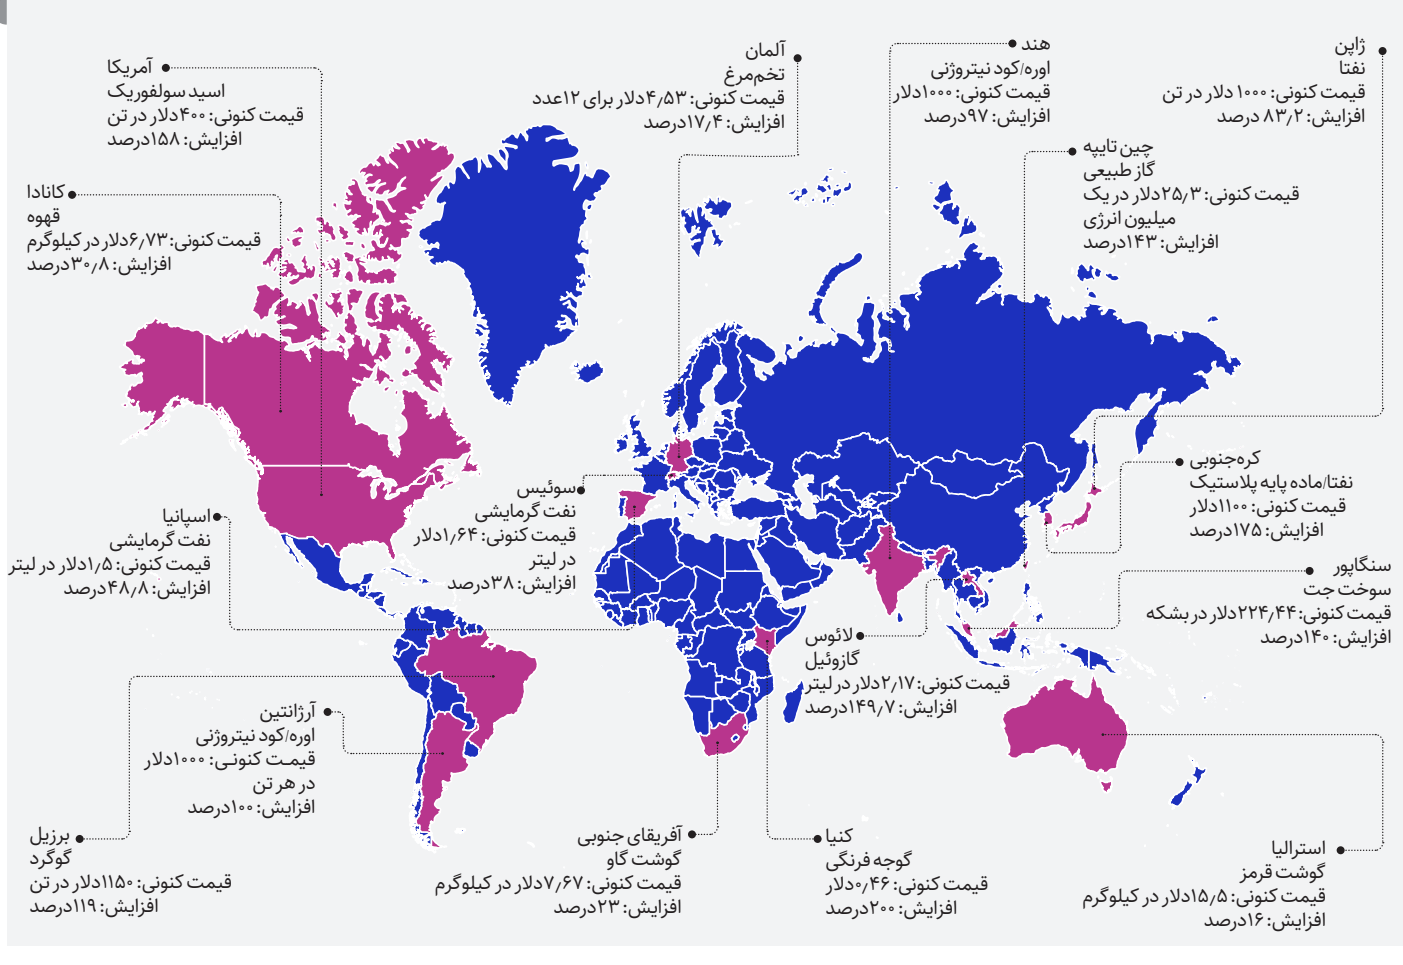 ژاپن
نفتا
قیمت کنونی: ۱۰۰۰ دلار در تن
افزایش: ۸۳٫۲ درصد
هند
اوره/کود نیتروژنی
قیمت کنونی: ۱۰۰۰دلار
افزایش: ۹۷درصد
آلمان
تخم‌مرغ
قیمت کنونی: ۴٫۵۳دلار برای ۱۲عدد
افزایش: ۱۷٫۴درصد
آمریکا
اسید سولفوریک
قیمت کنونی: ۴۰۰دلار در تن
افزایش: ۱۵۸درصد
چین تایپه
گاز طبیعی
قیمت کنونی: ۲۵٫۳دلار در یک
میلیون انرژی
افزایش: ۱۴۳درصد
کانادا
قهوه
قیمت کنونی: ۶٫۷۳دلار در کیلوگرم
افزایش: ۳۰٫۸درصد
کره‌جنوبی
نفتا/ماده پایه پلاستیک
قیمت کنونی: ۱۱۰۰دلار
افزایش: ۱۷۵درصد
سوئیس
نفت گرمایشی
قیمت کنونی: ۱٫۶۴دلار
در لیتر
افزایش: ۳۸درصد
اسپانیا
نفت گرمایشی
قیمت کنونی: ۱٫۵دلار در لیتر
افزایش: ۴۸٫۸درصد
سنگاپور
سوخت جت
قیمت کنونی: ۲۲۴٫۴۴دلار در بشکه
افزایش: ۱۴۰درصد
لائوس
گازوئیل
قیمت کنونی: ۲٫۱۷دلار در لیتر
افزایش: ۱۴۹٫۷درصد
آرژانتین
اوره/کود نیتروژنی
قیمت کنونی: ۱۰۰۰دلار
در هر تن
افزایش: ۱۰۰درصد
استرالیا
گوشت قرمز
قیمت کنونی: ۱۵٫۵دلار در کیلوگرم
افزایش: ۱۶درصد
کنیا
گوجه فرنگی
قیمت کنونی: ۰٫۴۶دلار
افزایش: ۲۰۰درصد
آفریقای جنوبی
گوشت گاو
قیمت کنونی: ۷٫۶۷دلار در کیلوگرم
افزایش: ۲۳درصد
برزیل
گوگرد
قیمت کنونی: ۱۱۵۰دلار در تن
افزایش: ۱۱۹درصد